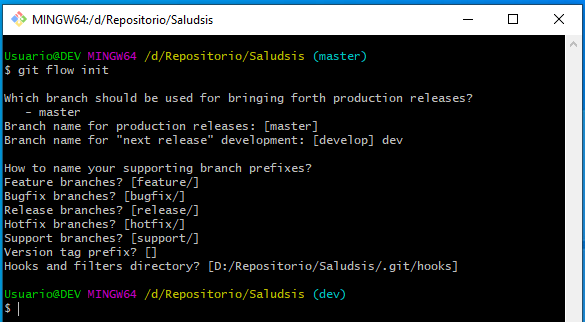 MINGW64:/d/Repositorio/Saludsis
Usuario@DEV MINGW64 /d/Repositorio/Saludsis (master)
$ git flow init
Which branch should be used for bringing forth production releases?
- master
Branch name for production releases: [master]
Branch name for "next release" development: [develop] dev
How to name your supporting branch prefixes?
Feature branches? [feature/]
Bugfix branches? [bugfix/]
Release branches? [release/]
Hotfix branches? [hotfix/]
Support branches? [support/]
Version tag prefix? []
Hooks and filters directory? [D:/Repositorio/Saludsis/.git/hooks]
Usuario@DEV MINGW64 /d/Repositorio/Saludsis (dev)
$